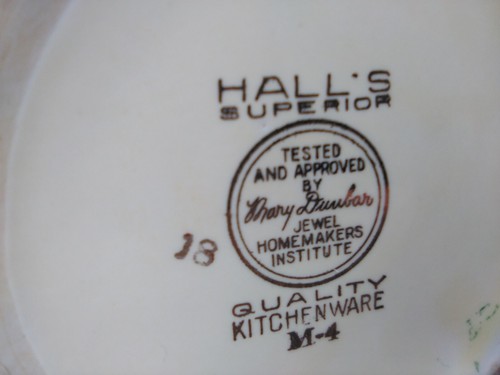 HALL'S
SUPERIOR
TESTED
AND APPROVED
BY
Mary Dunbar
JEWEL
HOMEMAKERS
INSTITUTE
18
QUALITY
KITCHENWARE
M-4